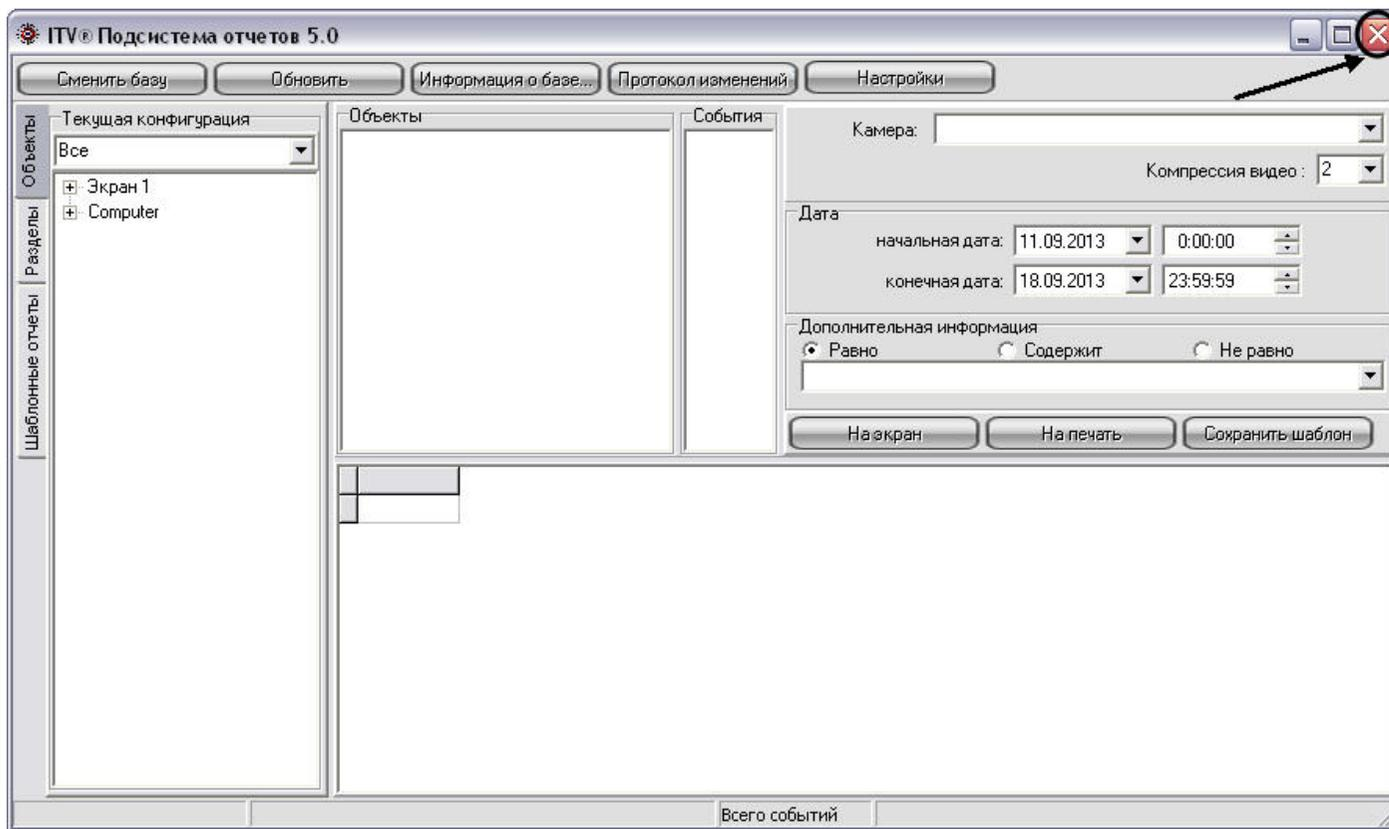 ITV® Подсистема отчетов 5.0
Сменить базу
Обновить
Информация о базе...
Протокол изменений
Настройки
Объекты
Разделы
Шаблонные отчеты
Текущая конфигурация
Все
Экран 1
Computer
Объекты
События
Камера:
Компрессия видео : 2
Дата
начальная дата: 11.09.2013 0:00:00
конечная дата: 18.09.2013 23:59:59
Дополнительная информация
Равно Содержит Не равно
На экран
На печать
Сохранить шаблон
Всего событий